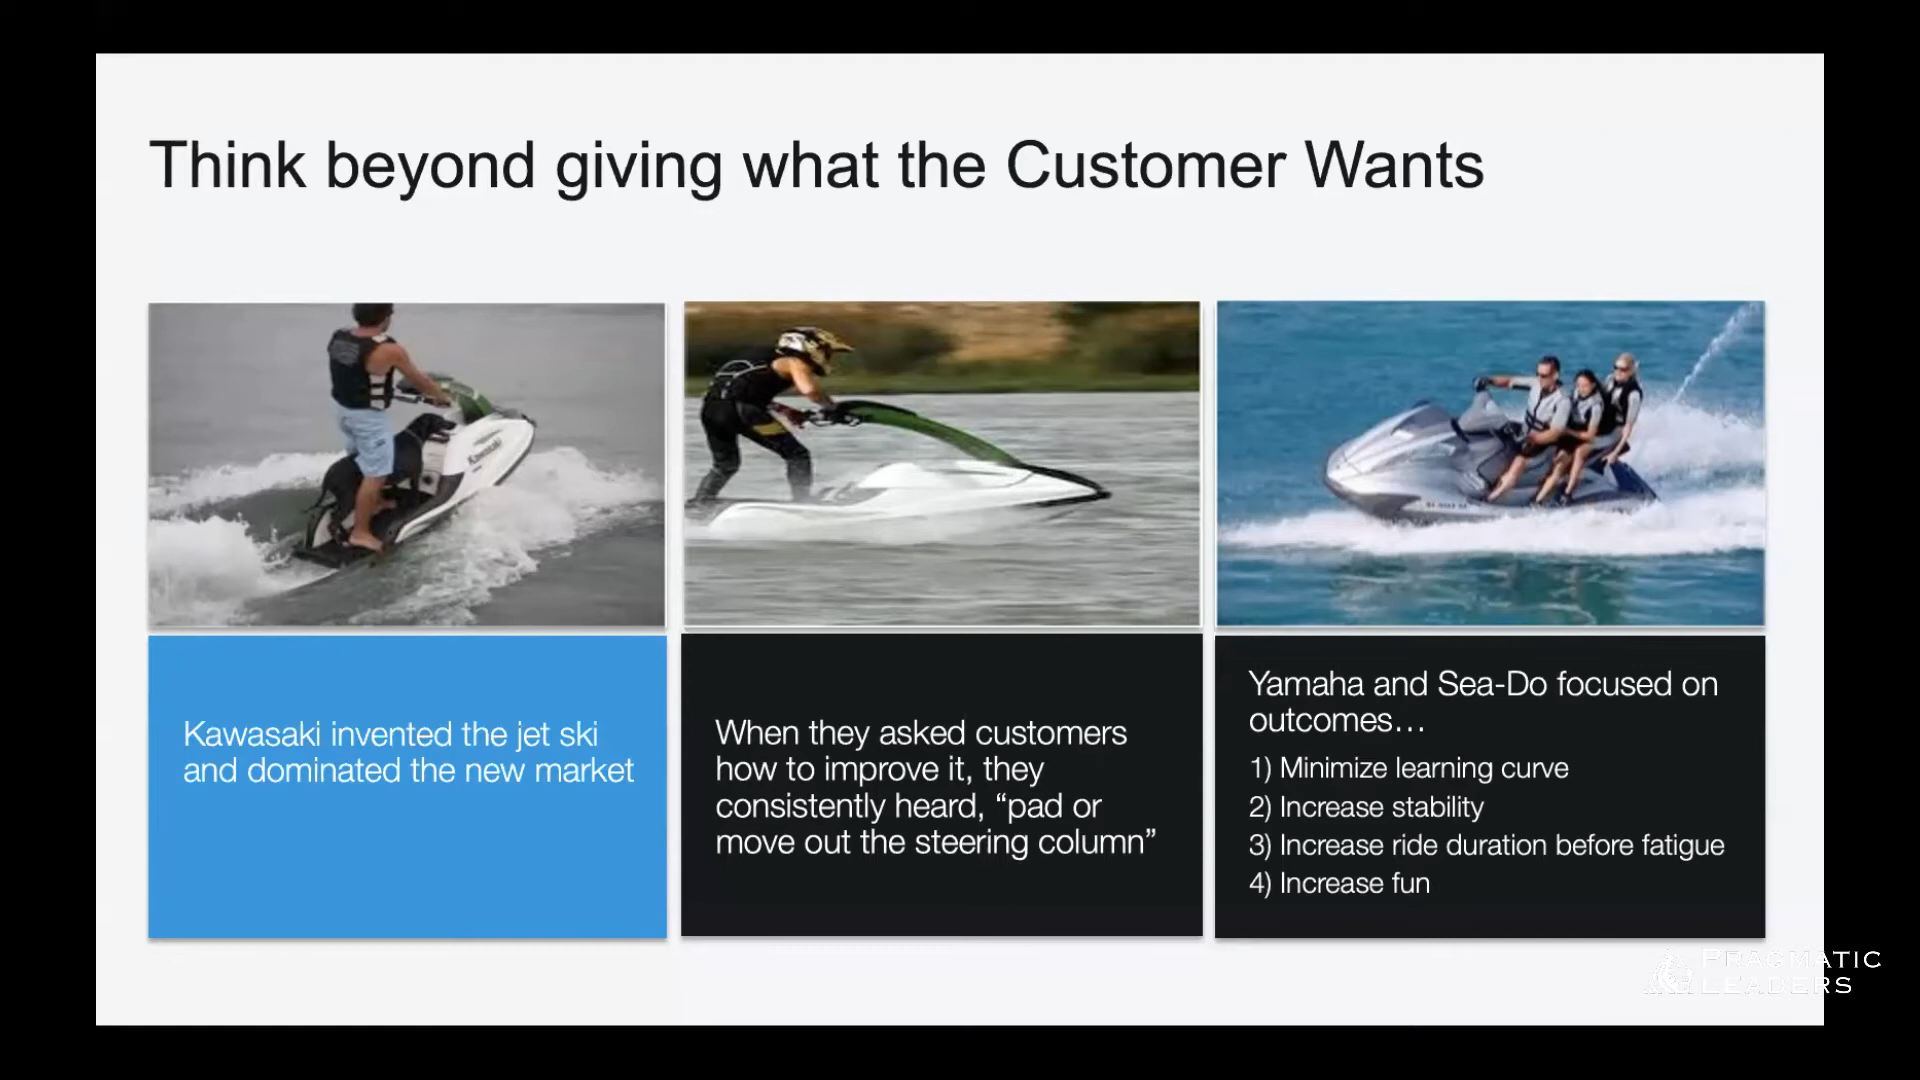 Think beyond giving what the Customer Wants
Kawasaki invented the jet ski
and dominated the new market
When they asked customers
how to improve it, they
consistently heard, “pad or
move out the steering column”
Yamaha and Sea-Do focused on
outcomes…
1) Minimize learning curve
2) Increase stability
3) Increase ride duration before fatigue
4) Increase fun
Kawasaki
PRAGMATIC
LEADERS